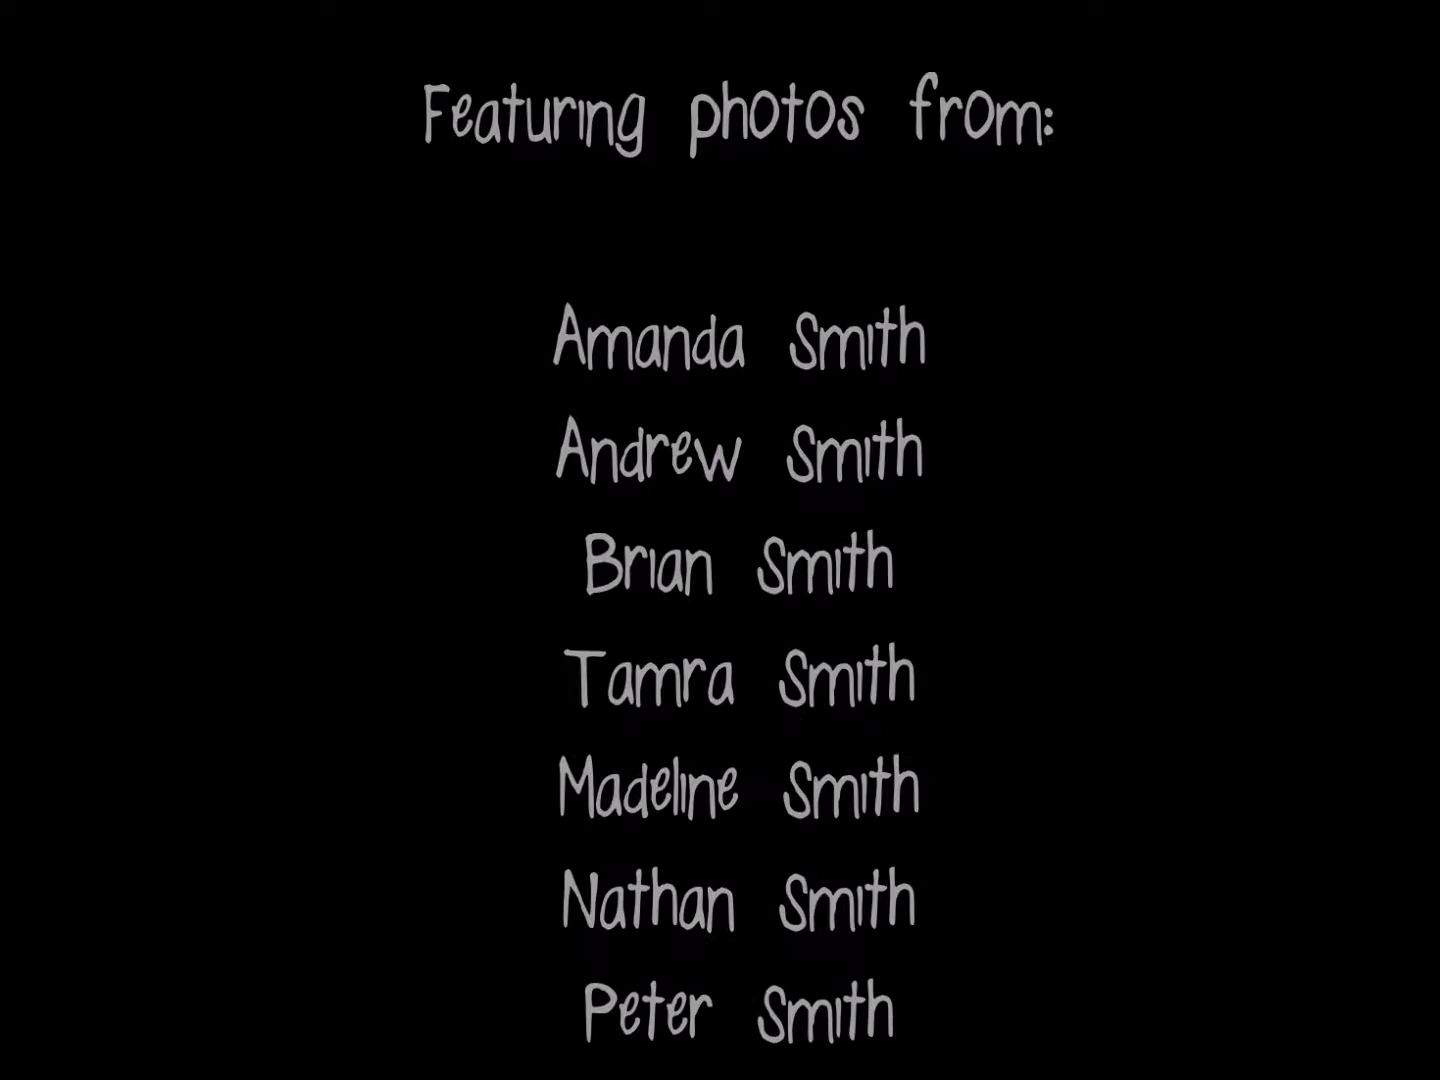 Featuring photos from:
Amanda Smith
Andrew Smith
Brian Smith
Tamra Smith
Madeline Smith
Nathan Smith
Peter Smith